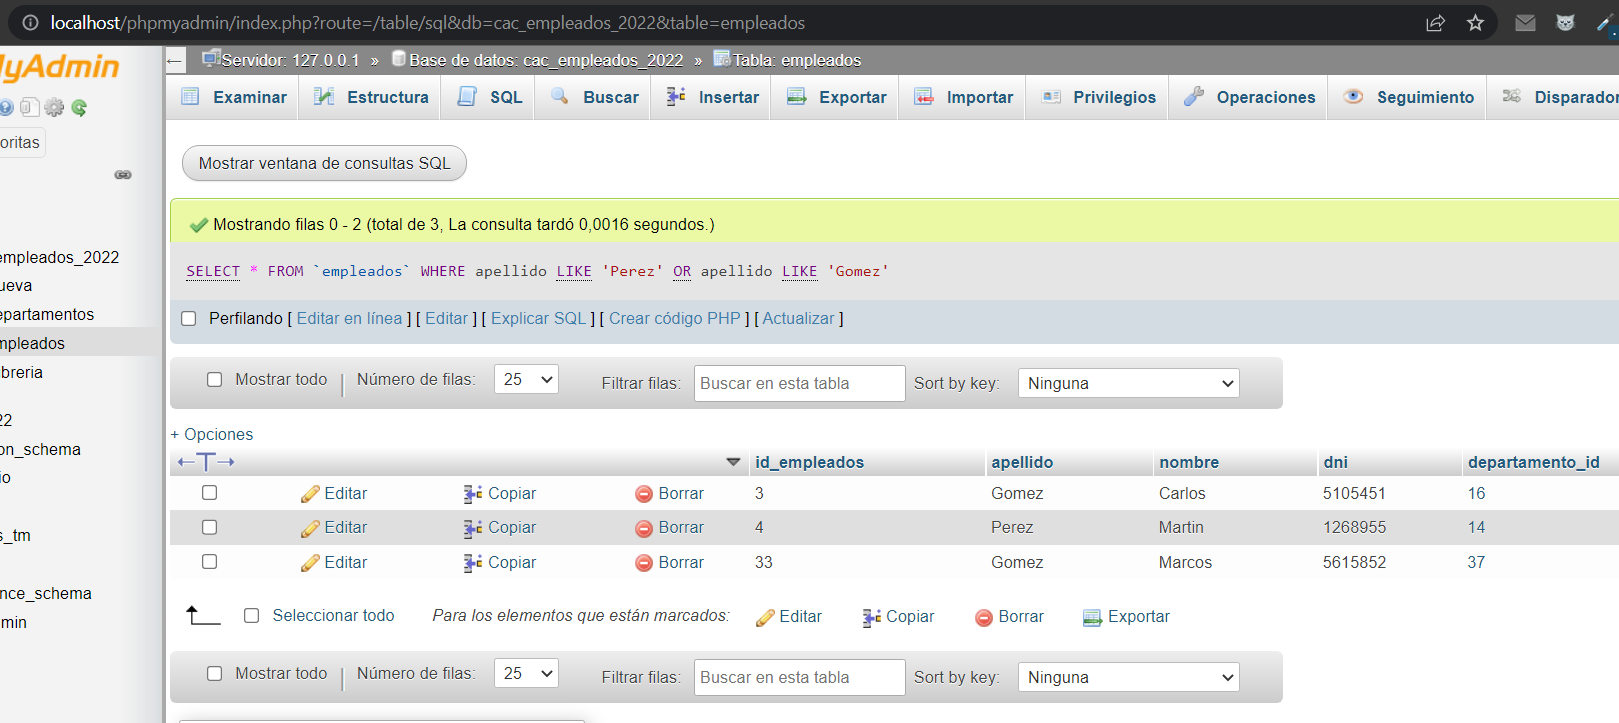 localhost/phpmyadmin/index.php?route=/table/sql&db=cac_empleados_2022&table=empleados
MyAdmin
Servidor: 127.0.0.1 » Base de datos: cac_empleados_2022 » Tabla: empleados
Examinar Estructura SQL Buscar Insertar Exportar Importar Privilegios Operaciones Seguimiento Disparador
oritas
Mostrar ventana de consultas SQL
Mostrando filas 0 - 2 (total de 3, La consulta tardó 0,0016 segundos.)
SELECT * FROM `empleados` WHERE apellido LIKE 'Perez' OR apellido LIKE 'Gomez'
Perfilando [ Editar en línea ] [ Editar ] [ Explicar SQL ] [ Crear código PHP ] [ Actualizar ]
Mostrar todo | Número de filas: 25 Filtrar filas: Buscar en esta tabla Sort by key: Ninguna
+ Opciones
←T→ id_empleados apellido nombre dni departamento_id
Editar Copiar Borrar 3 Gomez Carlos 5105451 16
Editar Copiar Borrar 4 Perez Martin 1268955 14
Editar Copiar Borrar 33 Gomez Marcos 5615852 37
Seleccionar todo Para los elementos que están marcados: Editar Copiar Borrar Exportar
Mostrar todo | Número de filas: 25 Filtrar filas: Buscar en esta tabla Sort by key: Ninguna
empleados_2022
ueva
epartamentos
mpleados
breria
22
on_schema
io
s_tm
nce_schema
min